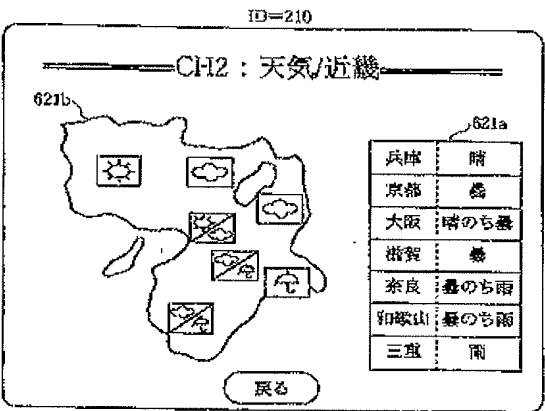 ID=210
CH2:天気/近畿
621b
621a
兵庫 晴
京都 曇
大阪 晴のち曇
滋賀 曇
奈良 曇のち雨
和歌山 曇のち雨
三重 雨
戻る